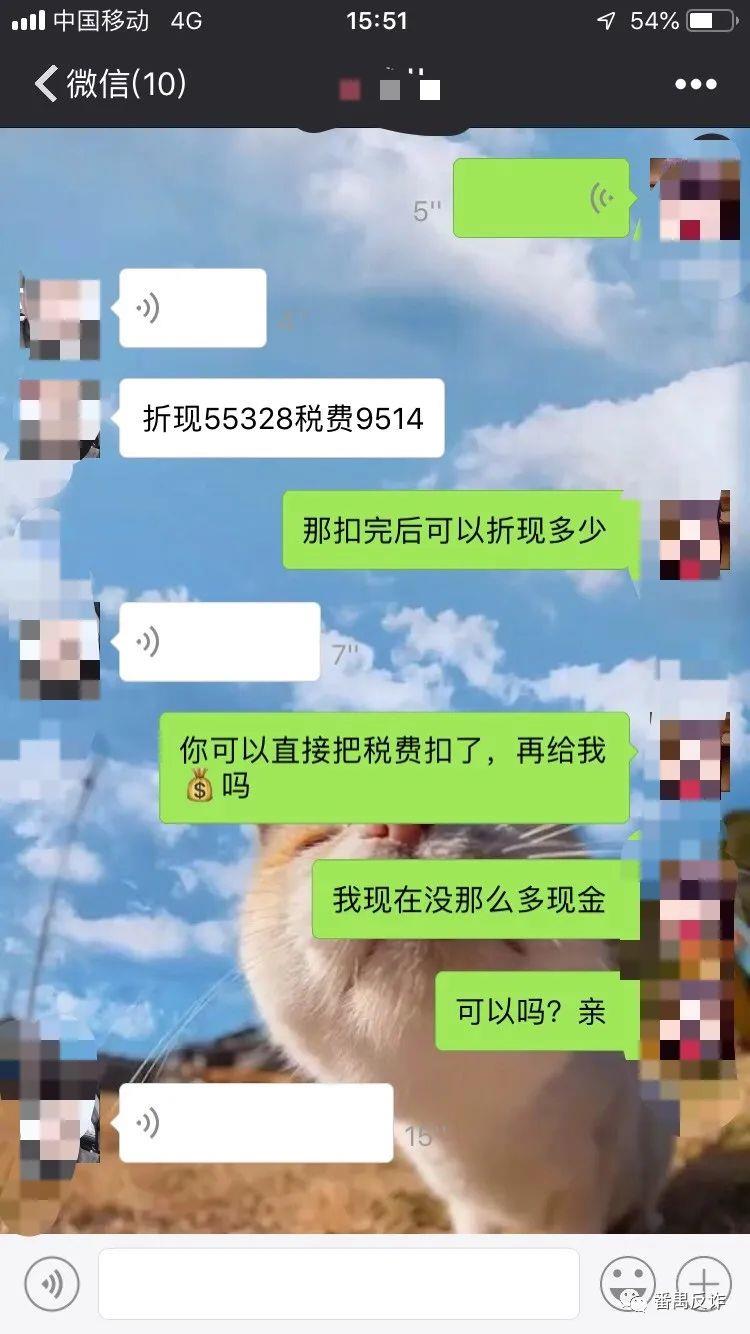 中国移动 4G 15:51 54%
微信(10)
5"
4"
折现55328税费9514
那扣完后可以折现多少
7"
你可以直接把税费扣了，再给我
💰吗
我现在没那么多现金
可以吗？亲
15"
番禺反诈